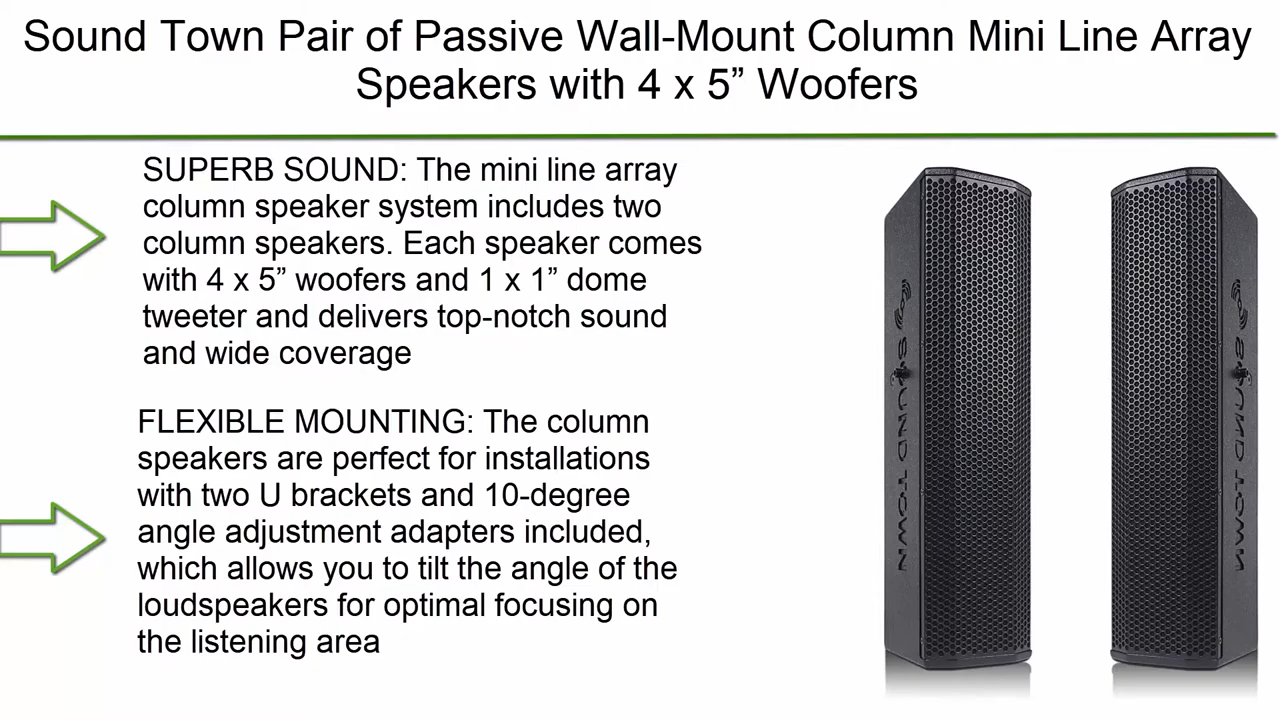 Sound Town Pair of Passive Wall-Mount Column Mini Line Array
Speakers with 4 x 5” Woofers
SUPERB SOUND: The mini line array
column speaker system includes two
column speakers. Each speaker comes
with 4 x 5” woofers and 1 x 1” dome
tweeter and delivers top-notch sound
and wide coverage
FLEXIBLE MOUNTING: The column
speakers are perfect for installations
with two U brackets and 10-degree
angle adjustment adapters included,
which allows you to tilt the angle of the
loudspeakers for optimal focusing on
the listening area
SOUND TOWN
SOUND TOWN